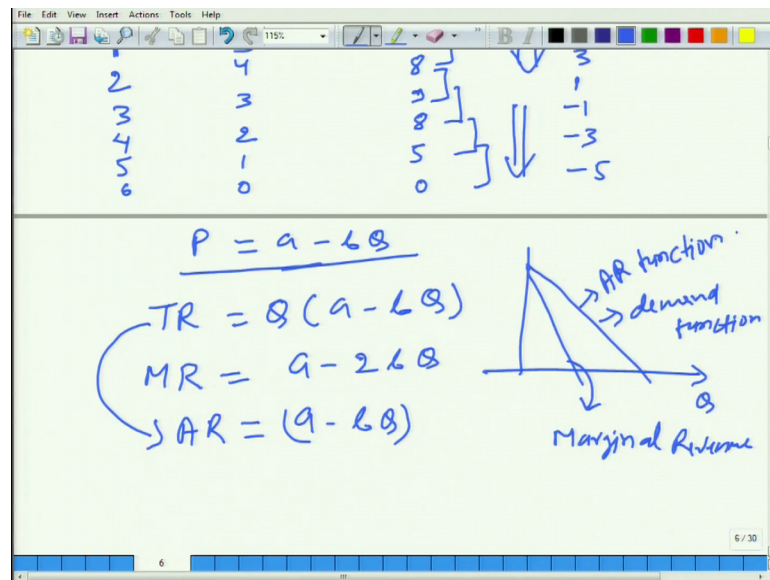 File Edit View Insert Actions Tools Help
115%
B I
4 8 3
2 1
3 3 9 -1
4 2 8 -3
5 1 5 -5
6 0 0
P = a - bQ
TR = Q(a - bQ)
MR = a - 2bQ
AR = (a - bQ)
AR function.
demand
function
Q
Marginal Revenue
6 / 30
6